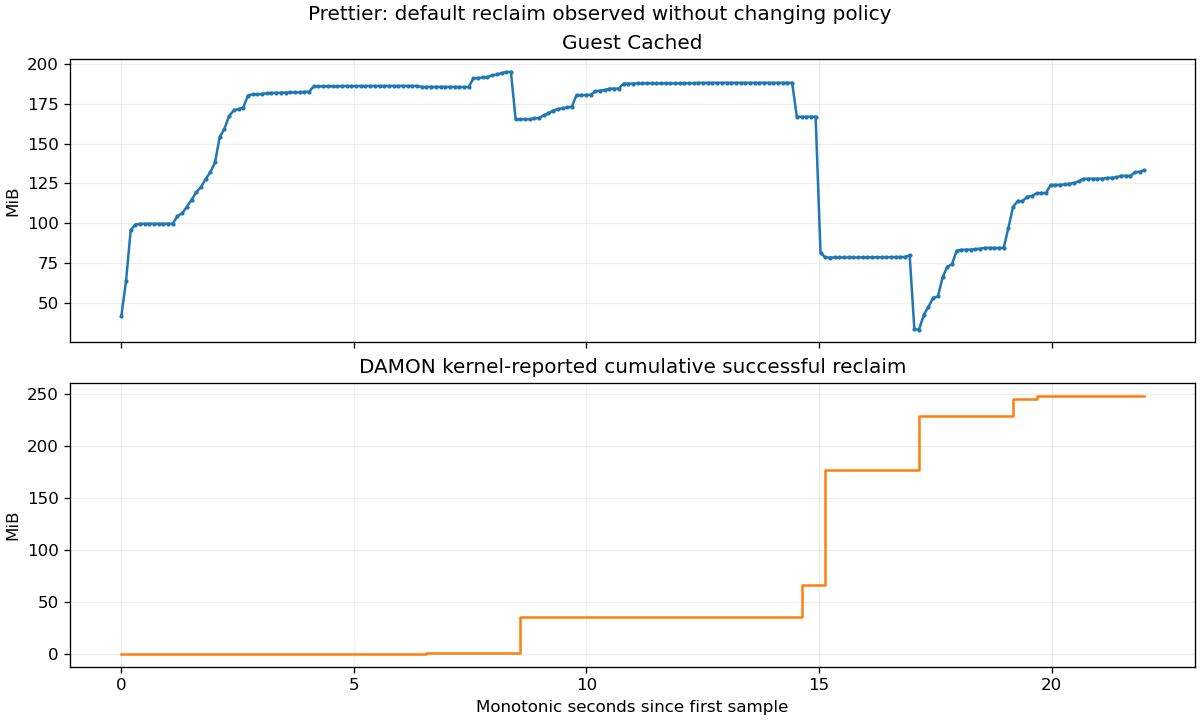 Prettier: default reclaim observed without changing policy
Guest Cached
200
175
150
125
100
75
50
MiB
DAMON kernel-reported cumulative successful reclaim
250
200
150
100
50
0
MiB
0 5 10 15 20
Monotonic seconds since first sample